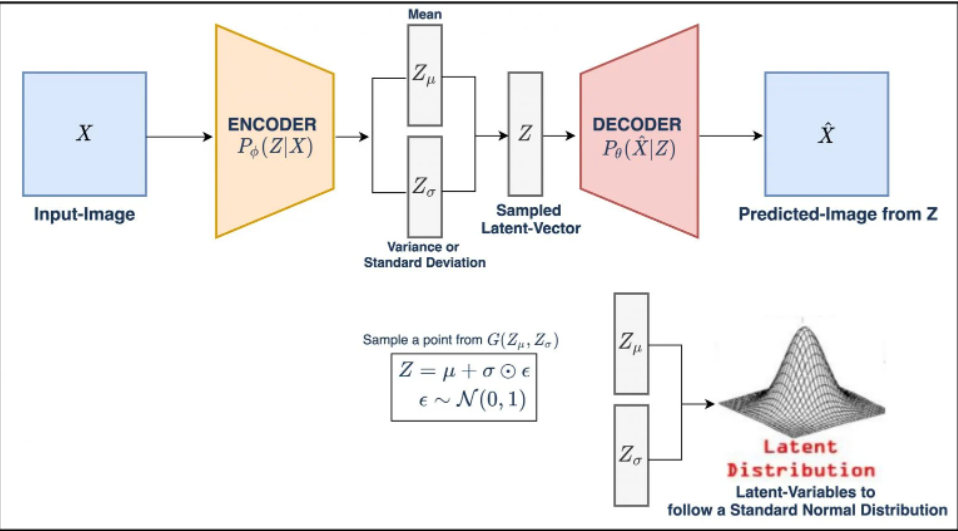 Mean
X
ENCODER
P_ϕ(Z|X)
Z_μ
Z_σ
Z
DECODER
P_θ(X̂|Z)
X̂
Input-Image
Variance or
Standard Deviation
Sampled
Latent-Vector
Predicted-Image from Z
Sample a point from G(Z_μ, Z_σ)
Z = μ + σ ⊙ ϵ
ϵ ∼ 𝒩(0, 1)
Z_μ
Z_σ
Latent
Distribution
Latent-Variables to
follow a Standard Normal Distribution